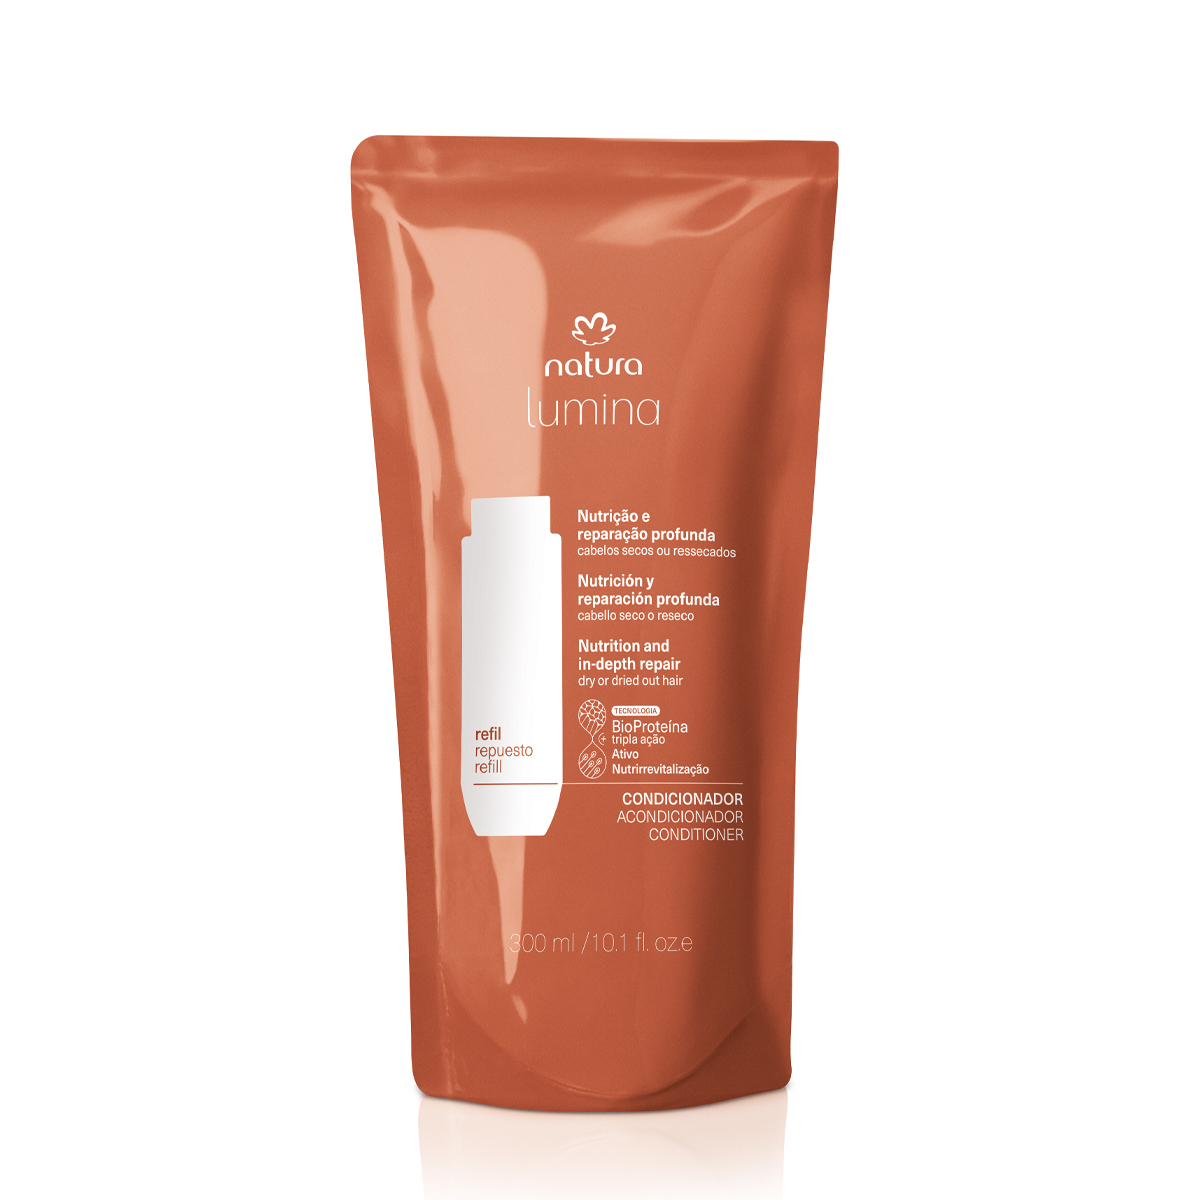 natura
lumina
Nutrição e
reparação profunda
cabelos secos ou ressecados
Nutrición y
reparación profunda
cabello seco o reseco
Nutrition and
in-depth repair
dry or dried out hair
TECNOLOGIA
BioProteína
tripla ação
+
Ativo
Nutrirrevitalização
refil
repuesto
refill
CONDICIONADOR
ACONDICIONADOR
CONDITIONER
300 ml /10.1 fl. oz.e